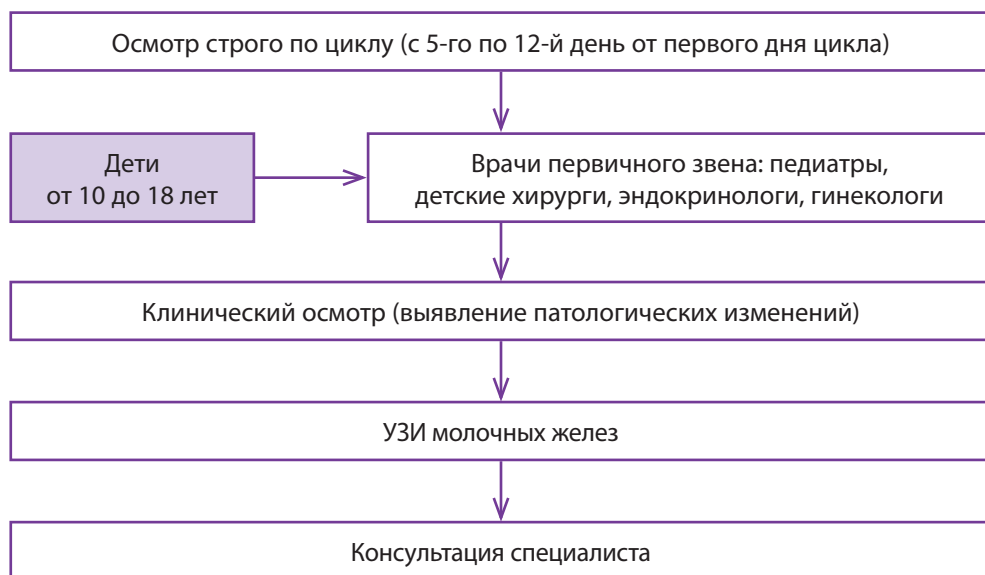 Осмотр строго по циклу (с 5-го по 12-й день от первого дня цикла)
Дети
от 10 до 18 лет
Врачи первичного звена: педиатры,
детские хирурги, эндокринологи, гинекологи
Клинический осмотр (выявление патологических изменений)
УЗИ молочных желез
Консультация специалиста